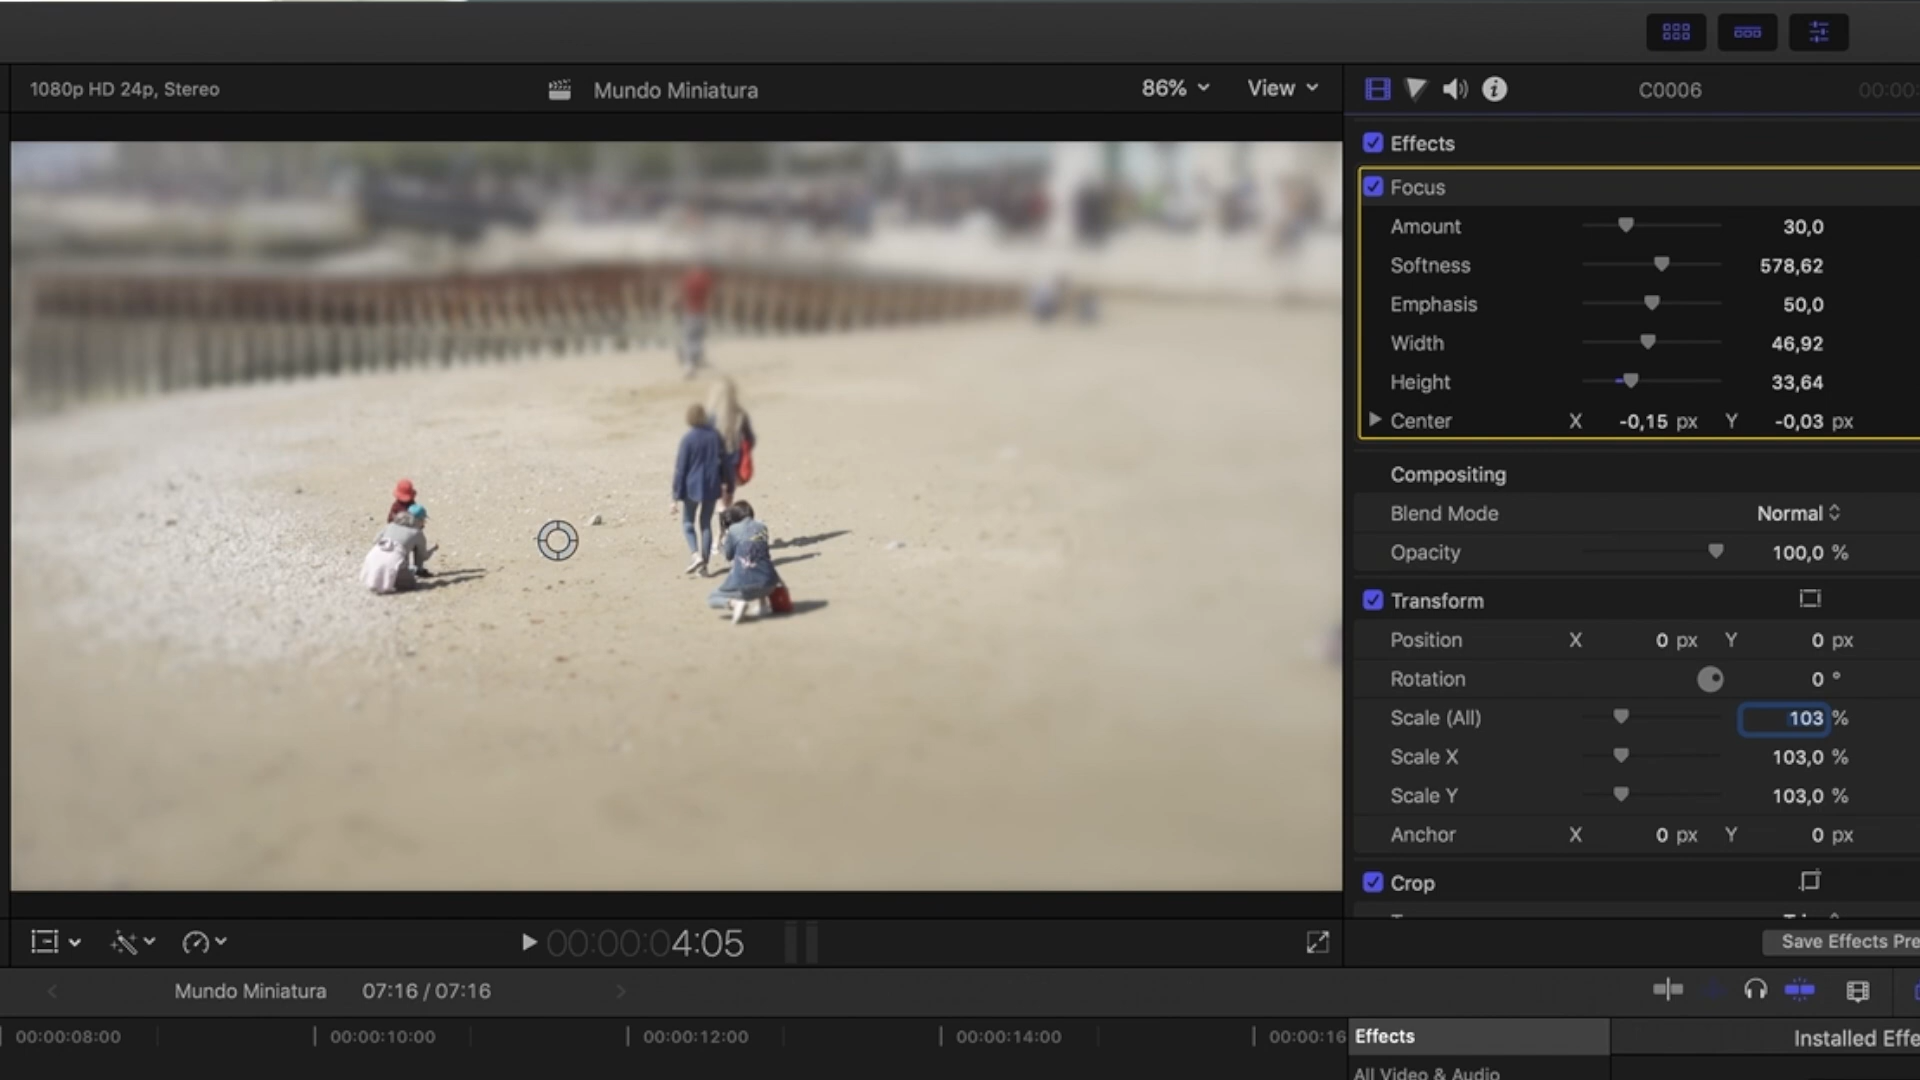 1080p HD 24p, Stereo
Mundo Miniatura
86%
View
C0006
00:00:
Effects
Focus
Amount 30,0
Softness 578,62
Emphasis 50,0
Width 46,92
Height 33,64
Center X -0,15 px Y -0,03 px
Compositing
Blend Mode Normal
Opacity 100,0 %
Transform
Position X 0 px Y 0 px
Rotation 0 °
Scale (All) 103 %
Scale X 103,0 %
Scale Y 103,0 %
Anchor X 0 px Y 0 px
Crop
00:00:04:05
Save Effects Pre
Mundo Miniatura 07:16 / 07:16
00:00:08:00 00:00:10:00 00:00:12:00 00:00:14:00 00:00:16
Effects
Installed Effe
All Video & Audio